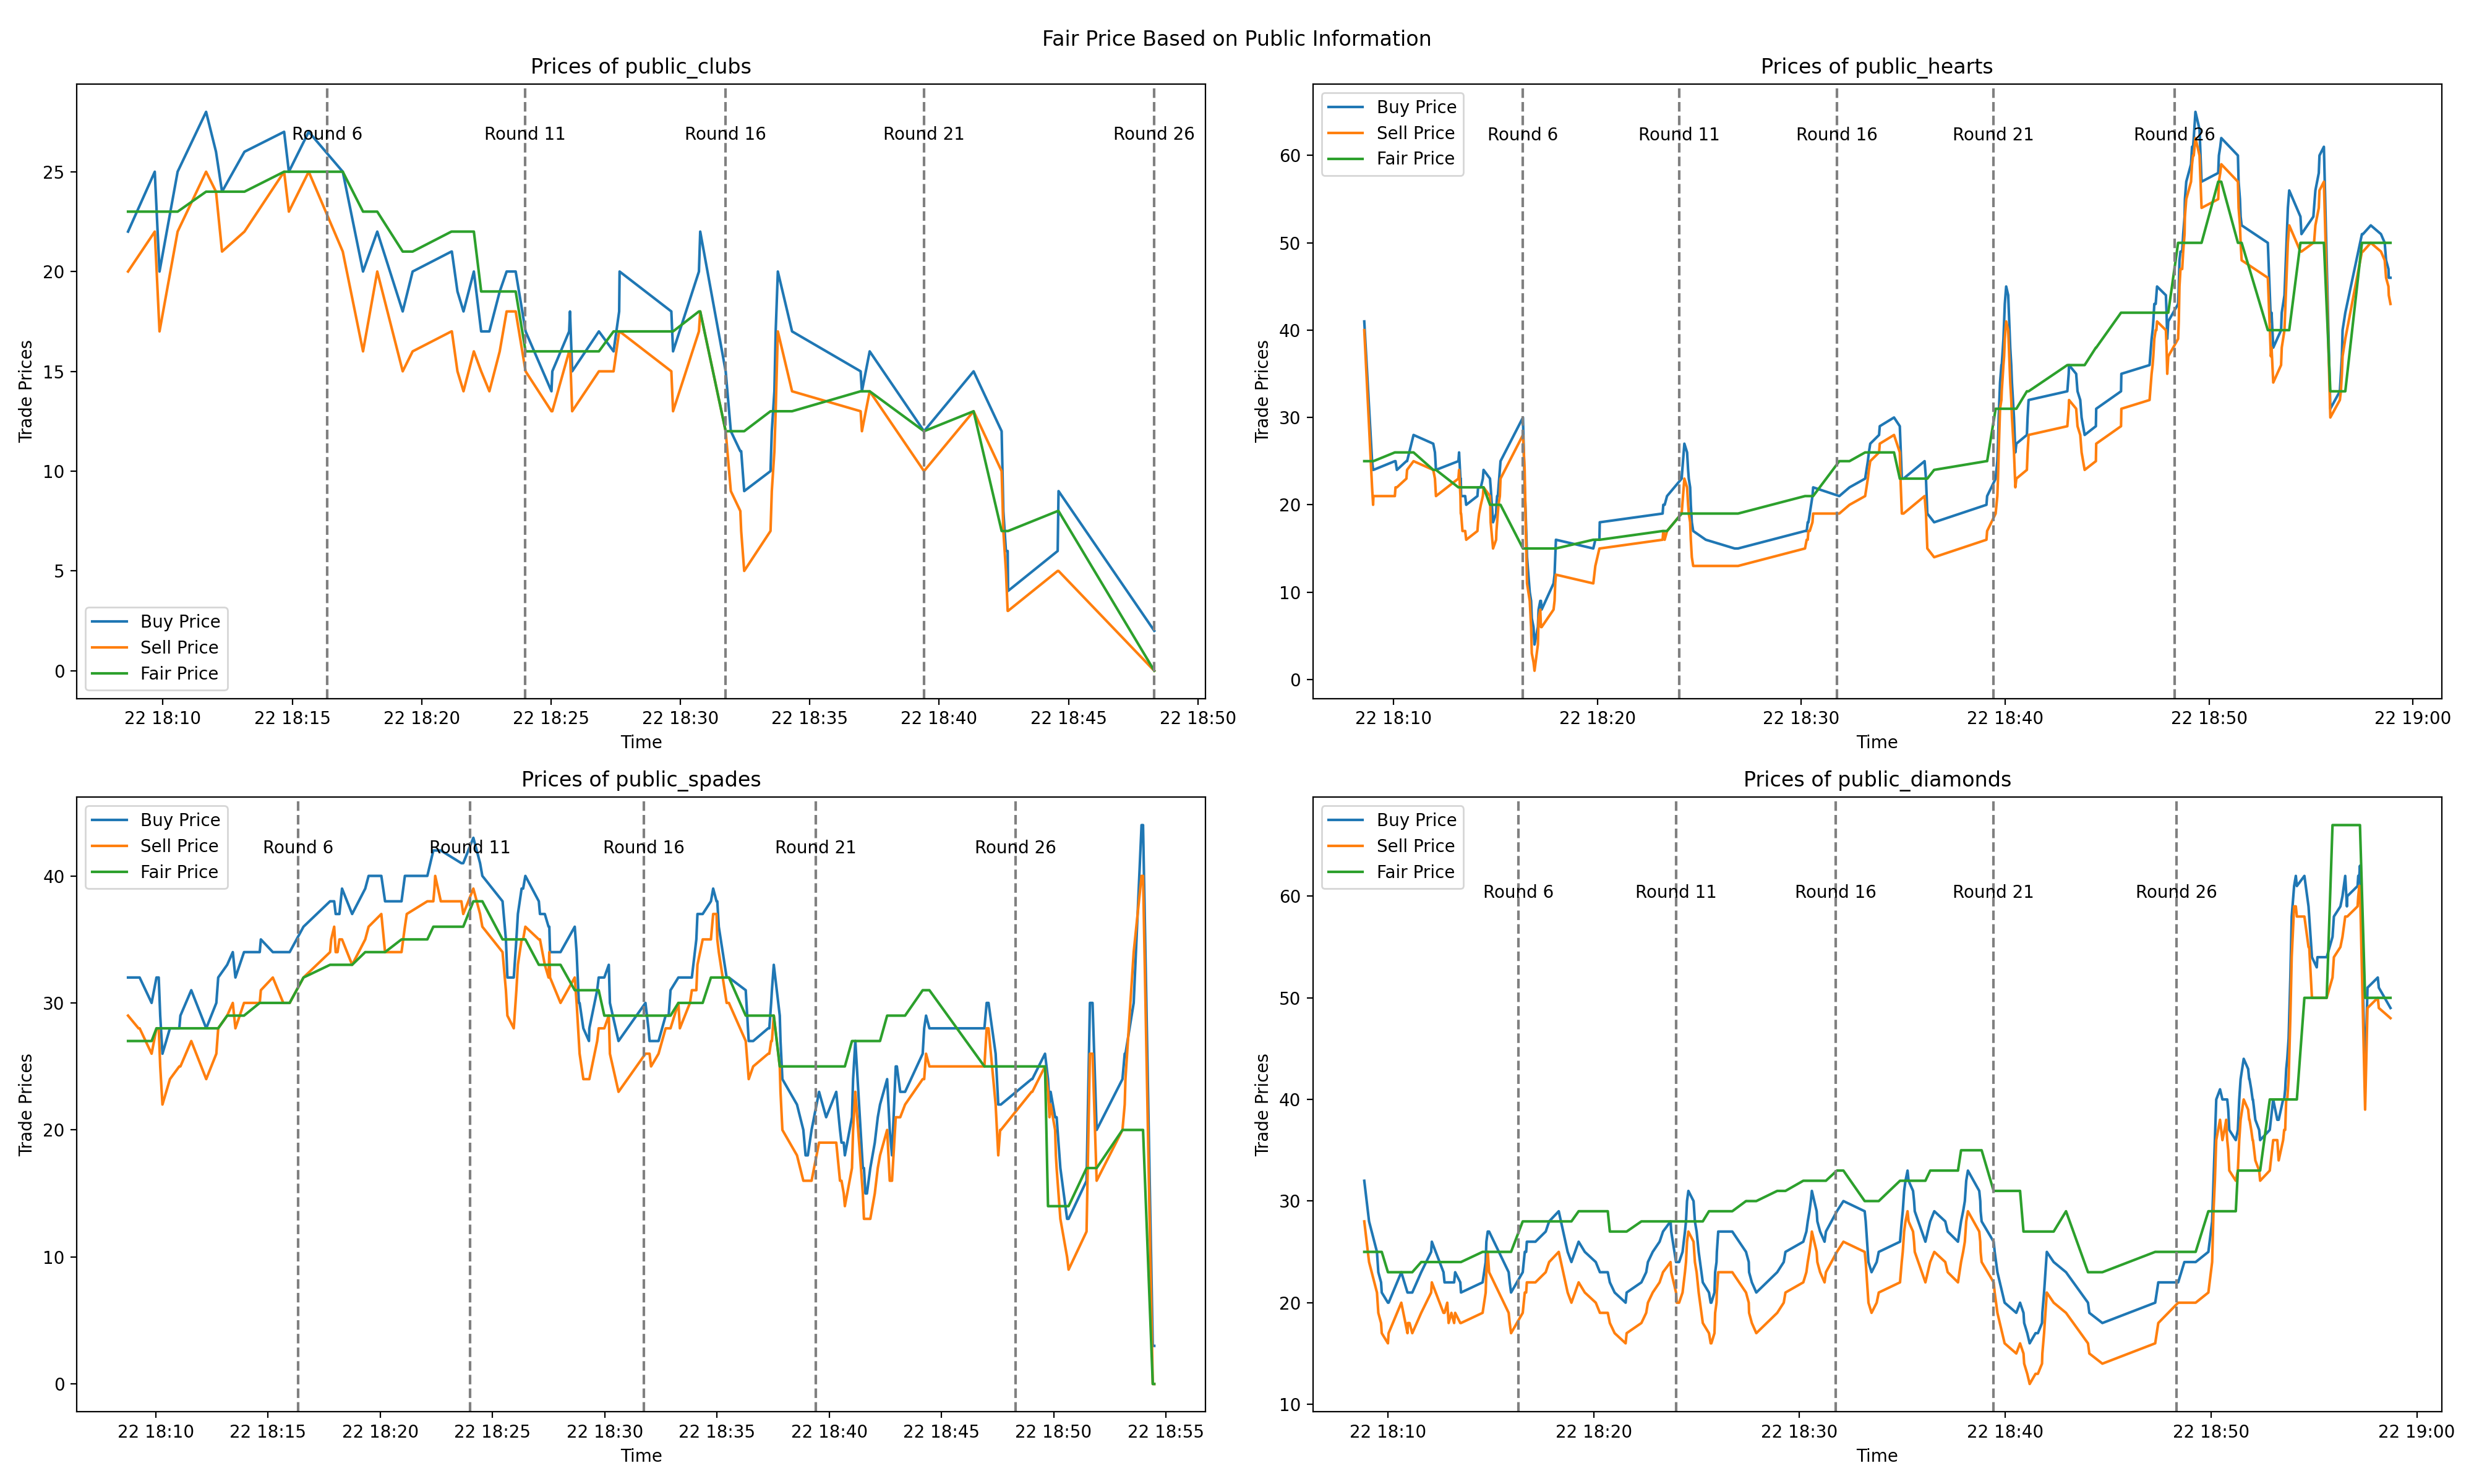 Fair Price Based on Public Information
Prices of public_clubs
Trade Prices
25
20
15
10
5
0
Round 6
Round 11
Round 16
Round 21
Round 26
Buy Price
Sell Price
Fair Price
22 18:10
22 18:15
22 18:20
22 18:25
22 18:30
22 18:35
22 18:40
22 18:45
22 18:50
Time
Prices of public_hearts
Trade Prices
60
50
40
30
20
10
0
Buy Price
Sell Price
Fair Price
Round 6
Round 11
Round 16
Round 21
Round 26
22 18:10
22 18:20
22 18:30
22 18:40
22 18:50
22 19:00
Time
Prices of public_spades
Trade Prices
40
30
20
10
0
Buy Price
Sell Price
Fair Price
Round 6
Round 11
Round 16
Round 21
Round 26
22 18:10
22 18:15
22 18:20
22 18:25
22 18:30
22 18:35
22 18:40
22 18:45
22 18:50
22 18:55
Time
Prices of public_diamonds
Trade Prices
60
50
40
30
20
10
Buy Price
Sell Price
Fair Price
Round 6
Round 11
Round 16
Round 21
Round 26
22 18:10
22 18:20
22 18:30
22 18:40
22 18:50
22 19:00
Time